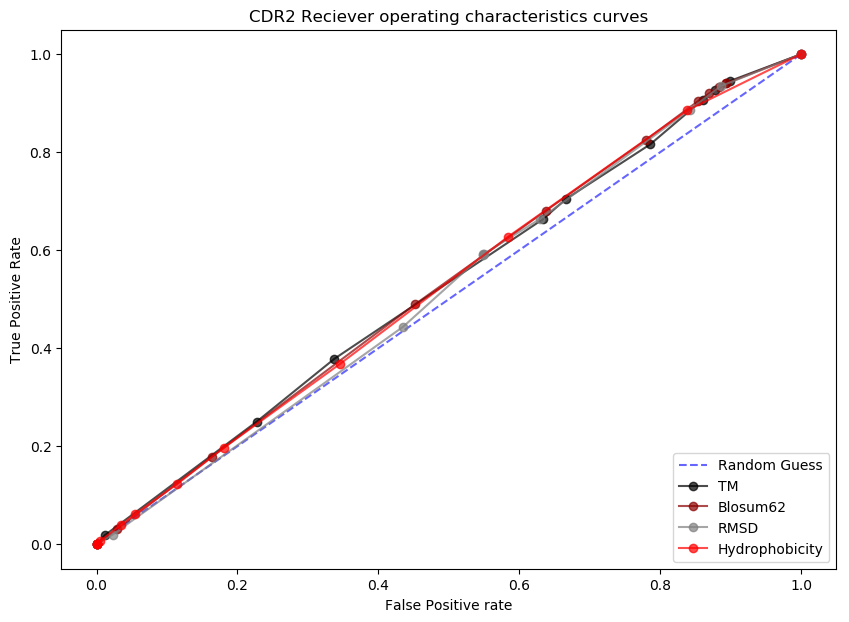 CDR2 Reciever operating characteristics curves
True Positive Rate
1.0
0.8
0.6
0.4
0.2
0.0
0.0 0.2 0.4 0.6 0.8 1.0
False Positive rate
Random Guess
TM
Blosum62
RMSD
Hydrophobicity